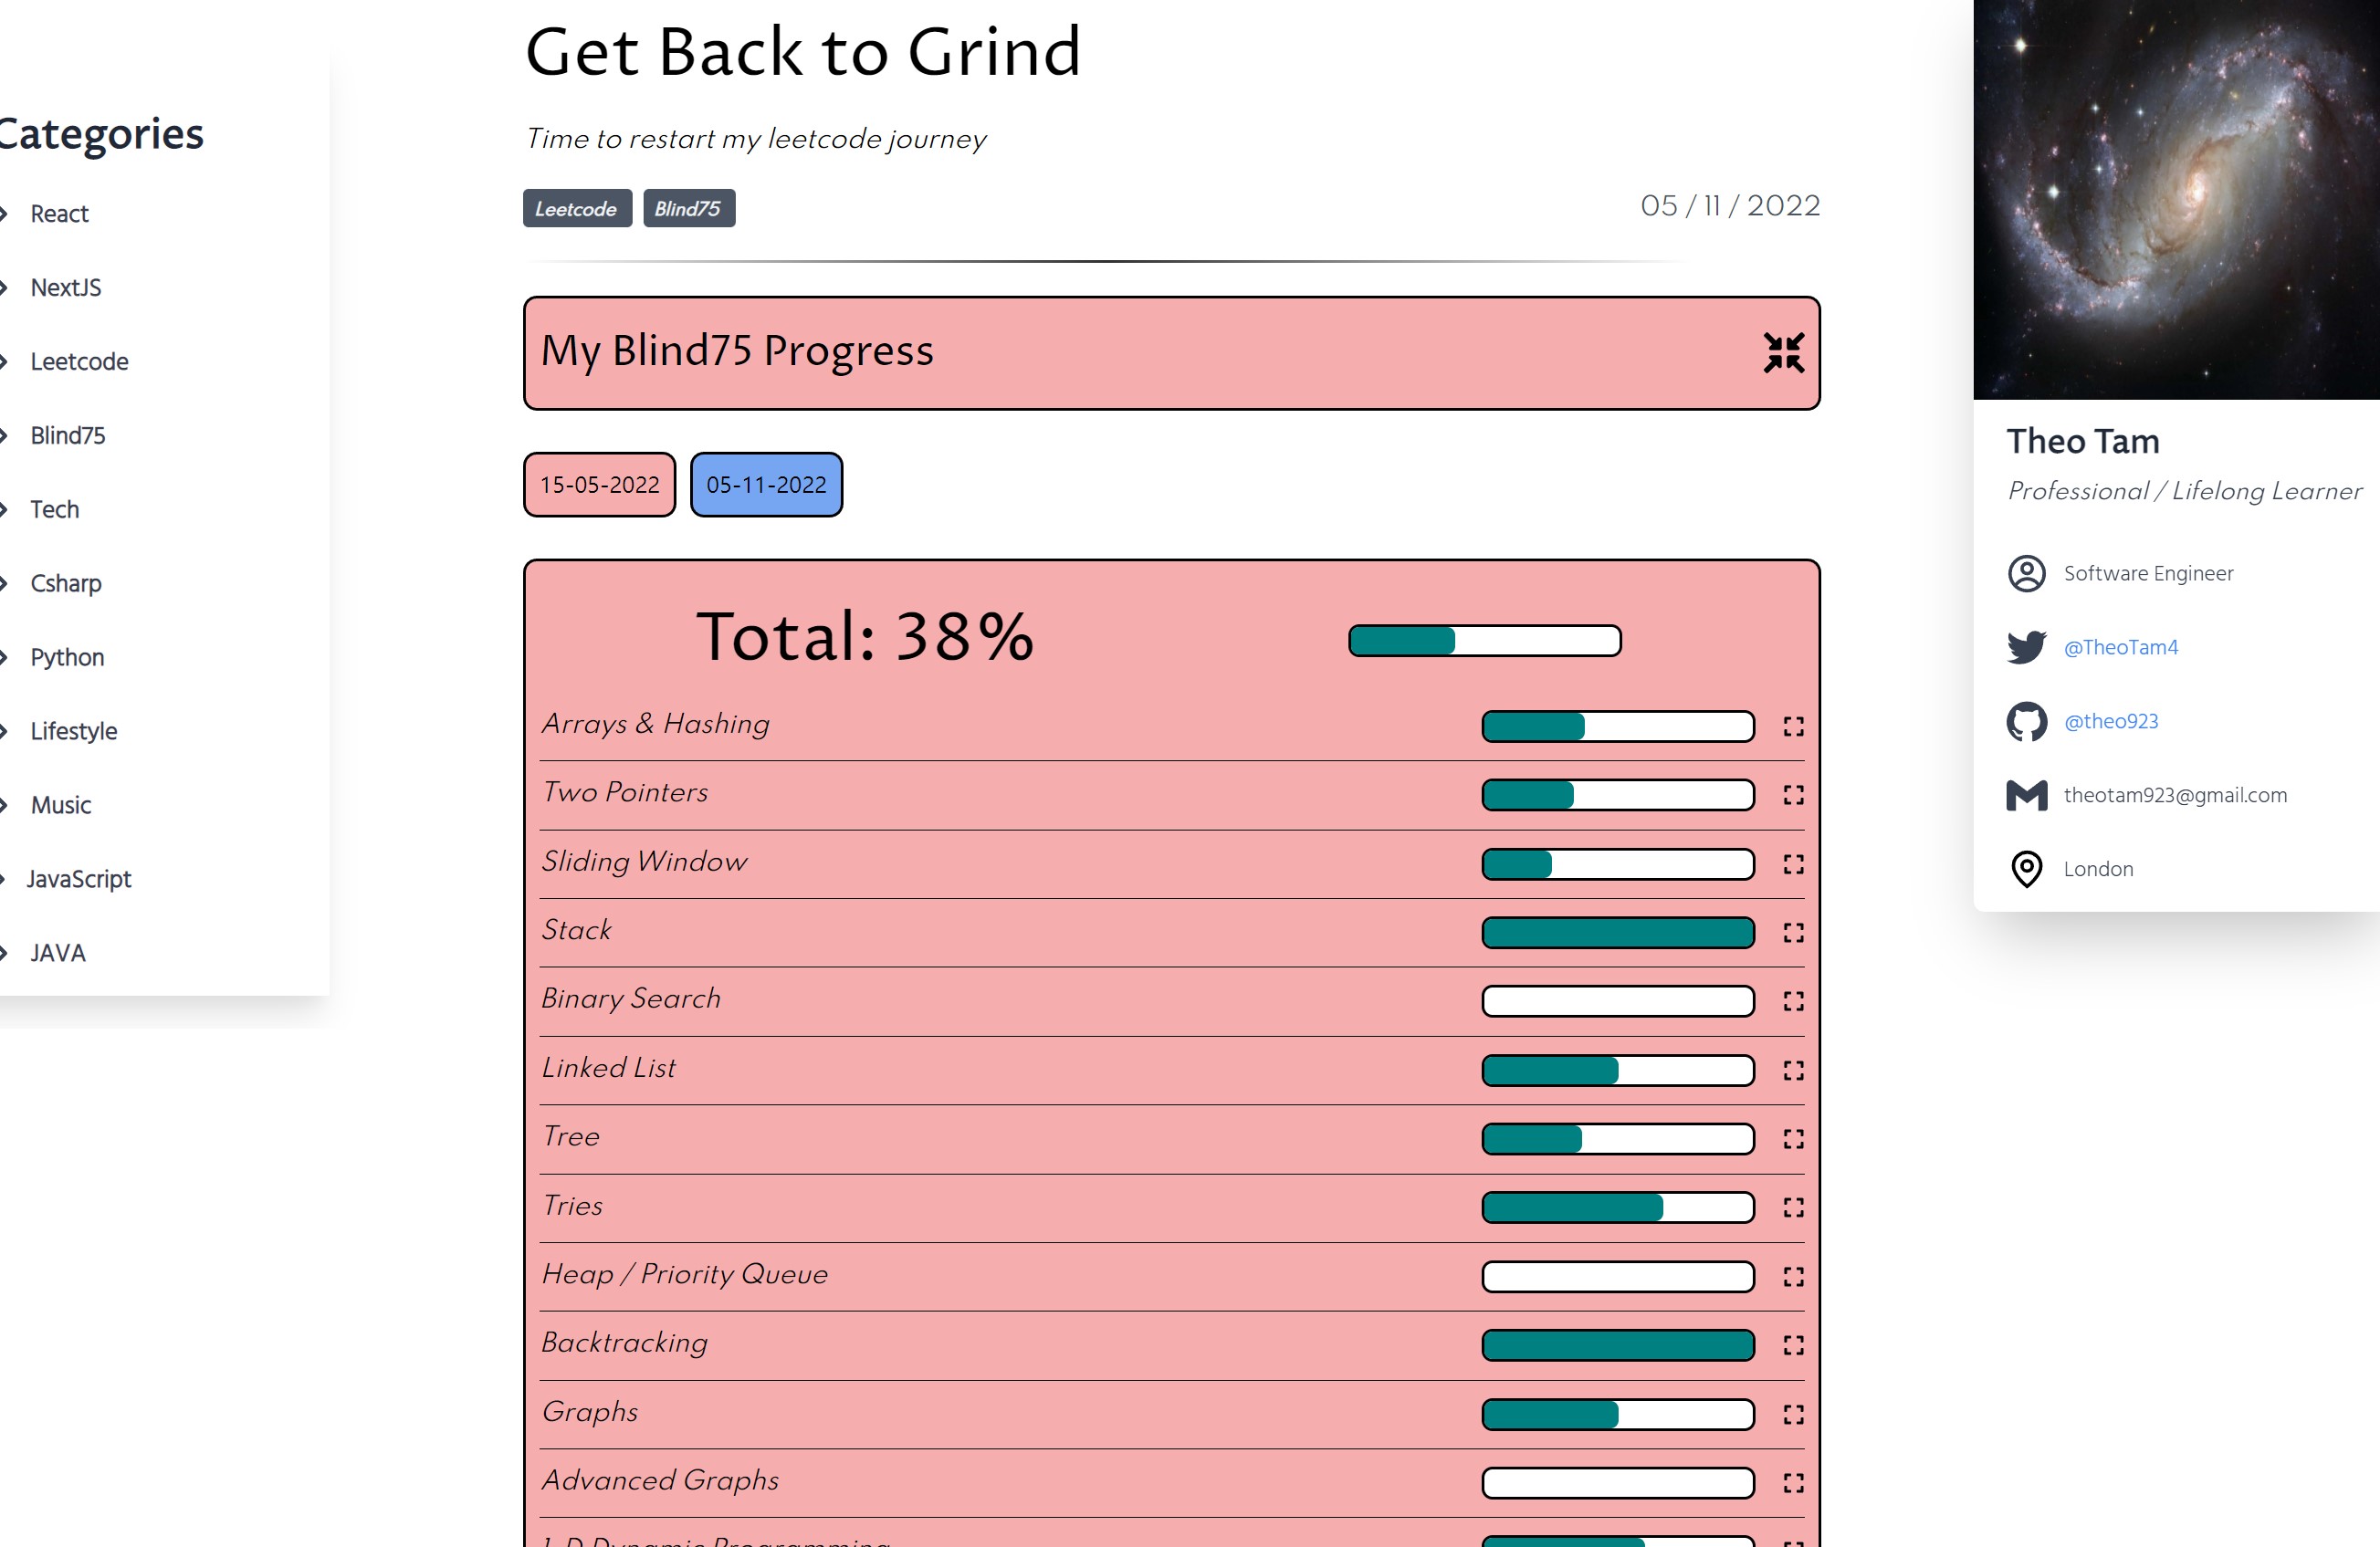 Categories
React
NextJS
Leetcode
Blind75
Tech
Csharp
Python
Lifestyle
Music
JavaScript
JAVA
Get Back to Grind
Time to restart my leetcode journey
Leetcode Blind75
05 / 11 / 2022
My Blind75 Progress
15-05-2022 05-11-2022
Total: 38%
Arrays & Hashing
Two Pointers
Sliding Window
Stack
Binary Search
Linked List
Tree
Tries
Heap / Priority Queue
Backtracking
Graphs
Advanced Graphs
1-D Dynamic Programming
Theo Tam
Professional / Lifelong Learner
Software Engineer
@TheoTam4
@theo923
theotam923@gmail.com
London